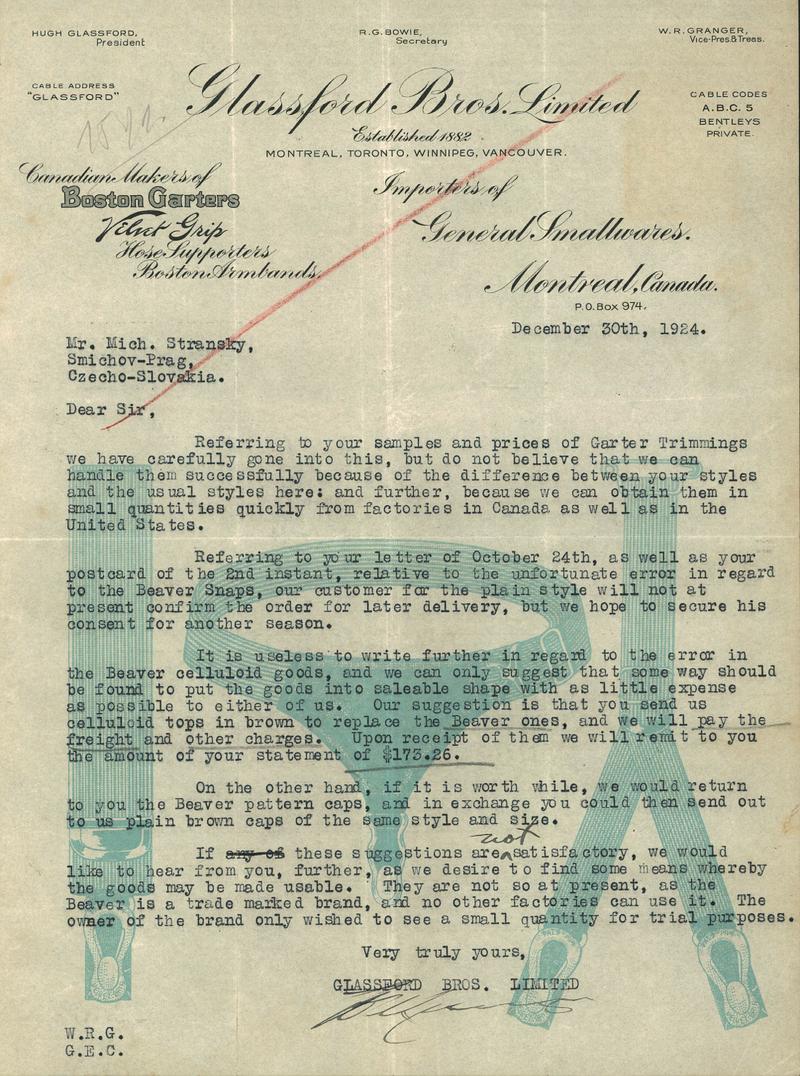 HUGH GLASSFORD,
President
R.G. BOWIE,
Secretary
W.R. GRANGER,
Vice-Pres.& Treas.
CABLE ADDRESS
"GLASSFORD"
Glassford Bros. Limited
CABLE CODES
A.B.C. 5
BENTLEYS
PRIVATE.
Established 1882
MONTREAL, TORONTO, WINNIPEG, VANCOUVER.
Canadian Makers of
Boston Garters
Velvet Grip
Hose Supporters
Boston Armbands.
Importers of
General Smallwares.
Montreal, Canada.
P.O. Box 974.
December 30th, 1924.
Mr. Mich. Stransky,
Smichov-Prag,
Czecho-Slovakia.
Dear Sir,
Referring to your samples and prices of Garter Trimmings
we have carefully gone into this, but do not believe that we can
handle them successfully because of the difference between your styles
and the usual styles here: and further, because we can obtain them in
small quantities quickly from factories in Canada as well as in the
United States.
Referring to your letter of October 24th, as well as your
postcard of the 2nd instant, relative to the unfortunate error in regard
to the Beaver Snaps, our customer for the plain style will not at
present confirm the order for later delivery, but we hope to secure his
consent for another season.
It is useless to write further in regard to the error in
the Beaver celluloid goods, and we can only suggest that some way should
be found to put the goods into saleable shape with as little expense
as possible to either of us. Our suggestion is that you send us
celluloid tops in brown to replace the Beaver ones, and we will pay the
freight and other charges. Upon receipt of them we will remit to you
the amount of your statement of $173.26.
On the other hand, if it is worth while, we would return
to you the Beaver pattern caps, and in exchange you could then send out
to us plain brown caps of the same style and size.
not
If any of these suggestions are satisfactory, we would
like to hear from you, further, as we desire to find some means whereby
the goods may be made usable. They are not so at present, as the
Beaver is a trade marked brand, and no other factories can use it. The
owner of the brand only wished to see a small quantity for trial purposes.
Very truly yours,
GLASSFORD BROS. LIMITED
W.R.G.
G.E.C.